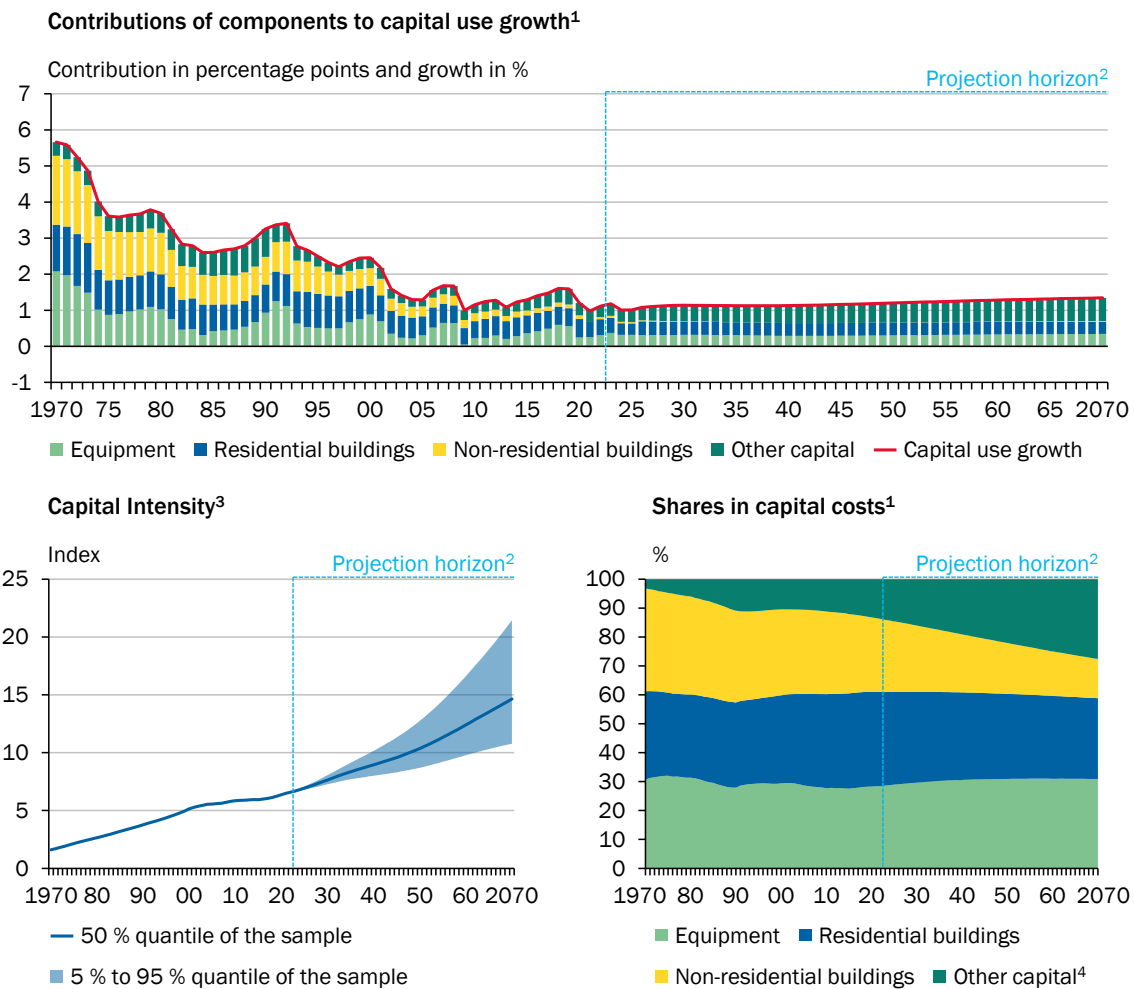 Contributions of components to capital use growth¹
Contribution in percentage points and growth in %
Projection horizon²
7
6
5
4
3
2
1
0
-1
1970 75 80 85 90 95 00 05 10 15 20 25 30 35 40 45 50 55 60 65 2070
Equipment Residential buildings Non-residential buildings Other capital Capital use growth
Capital Intensity³
Index
Projection horizon²
25
20
15
10
5
0
1970 80 90 00 10 20 30 40 50 60 2070
50 % quantile of the sample
5 % to 95 % quantile of the sample
Shares in capital costs¹
%
Projection horizon²
100
90
80
70
60
50
40
30
20
10
0
1970 80 90 00 10 20 30 40 50 60 2070
Equipment Residential buildings
Non-residential buildings Other capital⁴